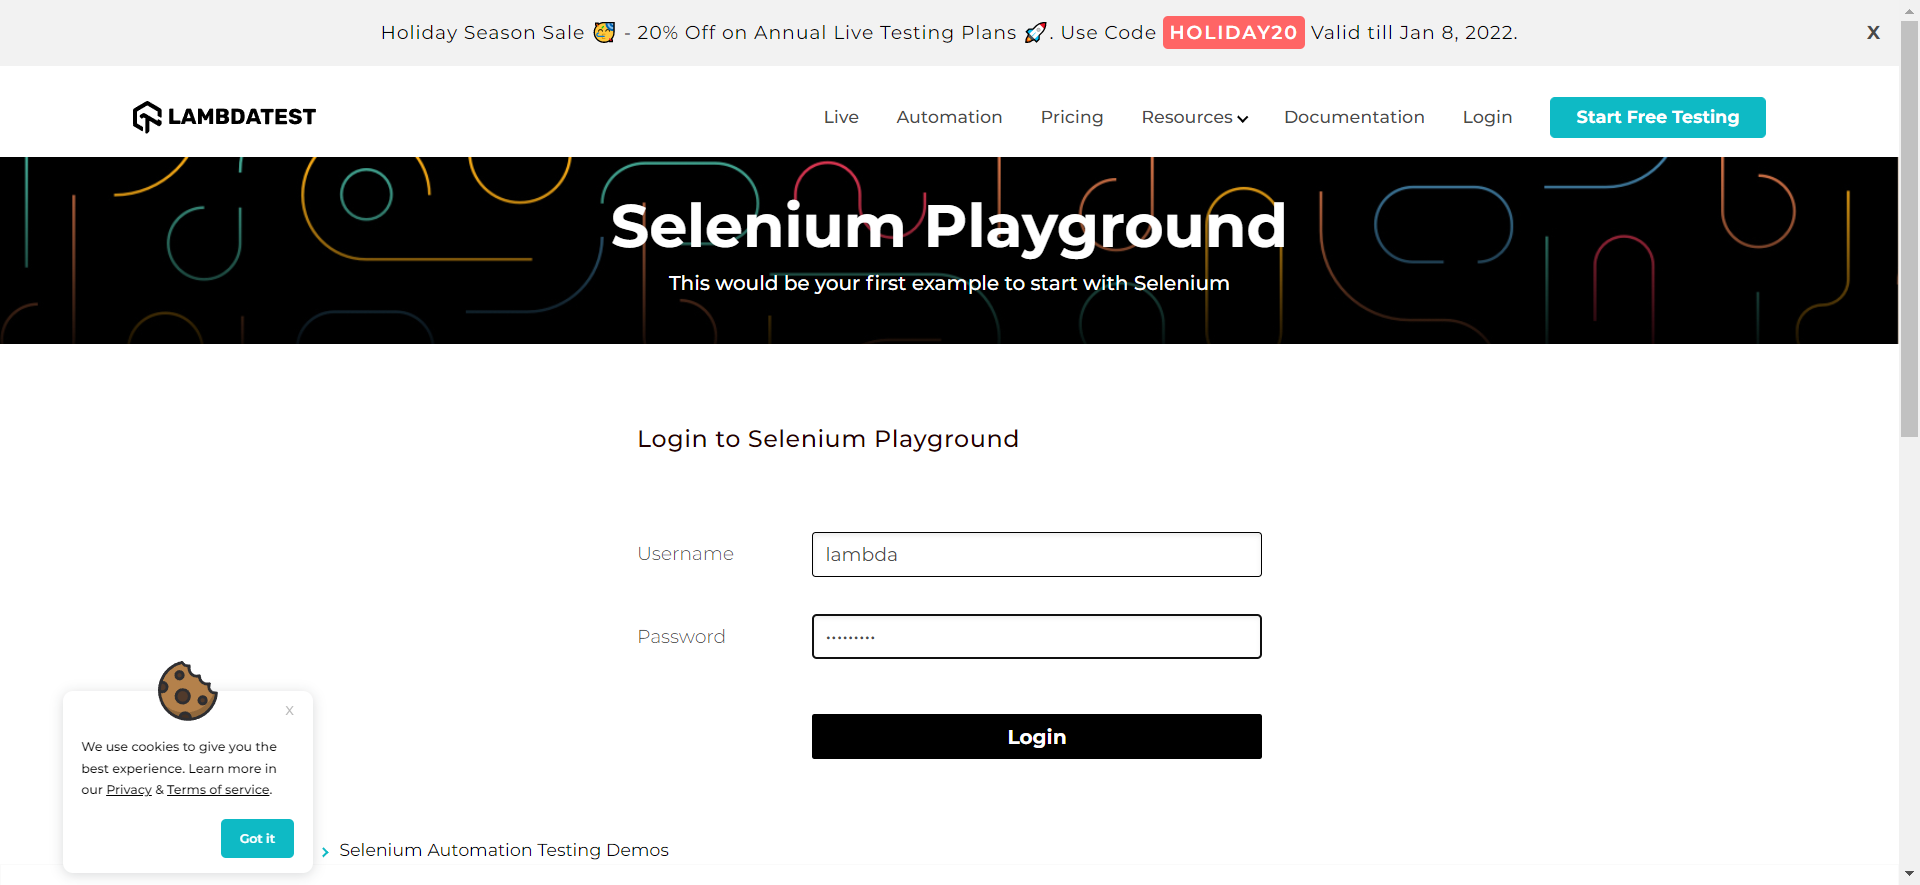 Holiday Season Sale 🥳 - 20% Off on Annual Live Testing Plans 🚀. Use Code HOLIDAY20 Valid till Jan 8, 2022.
X
LAMBDATEST
Live Automation Pricing Resources Documentation Login Start Free Testing
Selenium Playground
This would be your first example to start with Selenium
Login to Selenium Playground
Username
lambda
Password
•••••••••
Login
X
We use cookies to give you the
best experience. Learn more in
our Privacy & Terms of service.
Got it
Selenium Automation Testing Demos